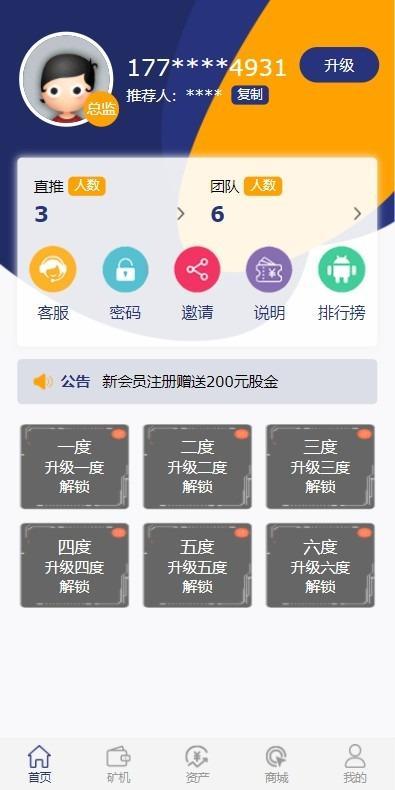 177****4931
升级
总监
推荐人：**** 复制
直推 人数
3
团队 人数
6
客服
密码
邀请
说明
排行榜
公告 新会员注册赠送200元股金
一度
升级一度
解锁
二度
升级二度
解锁
三度
升级三度
解锁
四度
升级四度
解锁
五度
升级五度
解锁
六度
升级六度
解锁
首页
矿机
资产
商城
我的